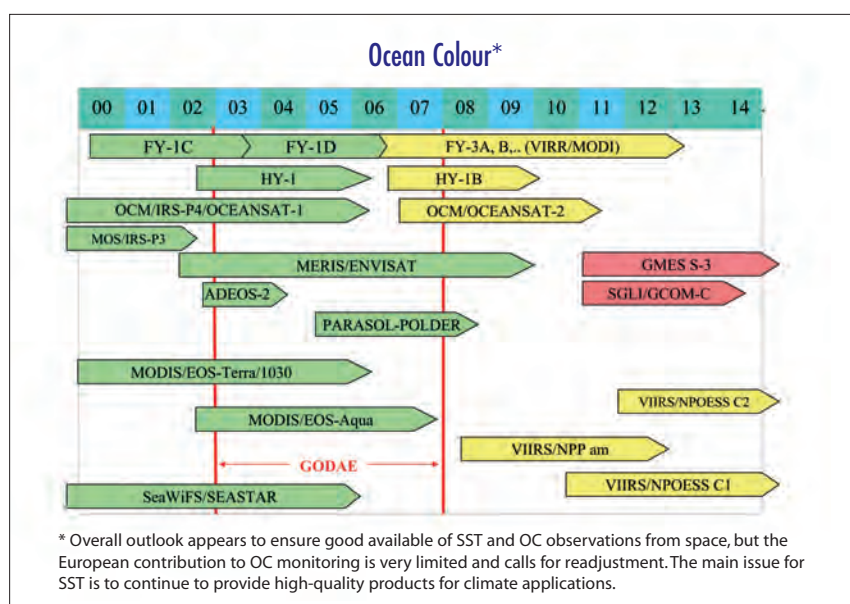 Ocean Colour*
00 01 02 03 04 05 06 07 08 09 10 11 12 13 14
FY-1C FY-1D FY-3A, B,.. (VIRR/MODI)
HY-1 HY-1B
OCM/IRS-P4/OCEANSAT-1 OCM/OCEANSAT-2
MOS/IRS-P3
MERIS/ENVISAT GMES S-3
ADEOS-2 SGLI/GCOM-C
PARASOL-POLDER
MODIS/EOS-Terra/1030
VIIRS/NPOESS C2
MODIS/EOS-Aqua
VIIRS/NPP am
GODAE
VIIRS/NPOESS C1
SeaWiFS/SEASTAR
* Overall outlook appears to ensure good available of SST and OC observations from space, but the
European contribution to OC monitoring is very limited and calls for readjustment. The main issue for
SST is to continue to provide high-quality products for climate applications.